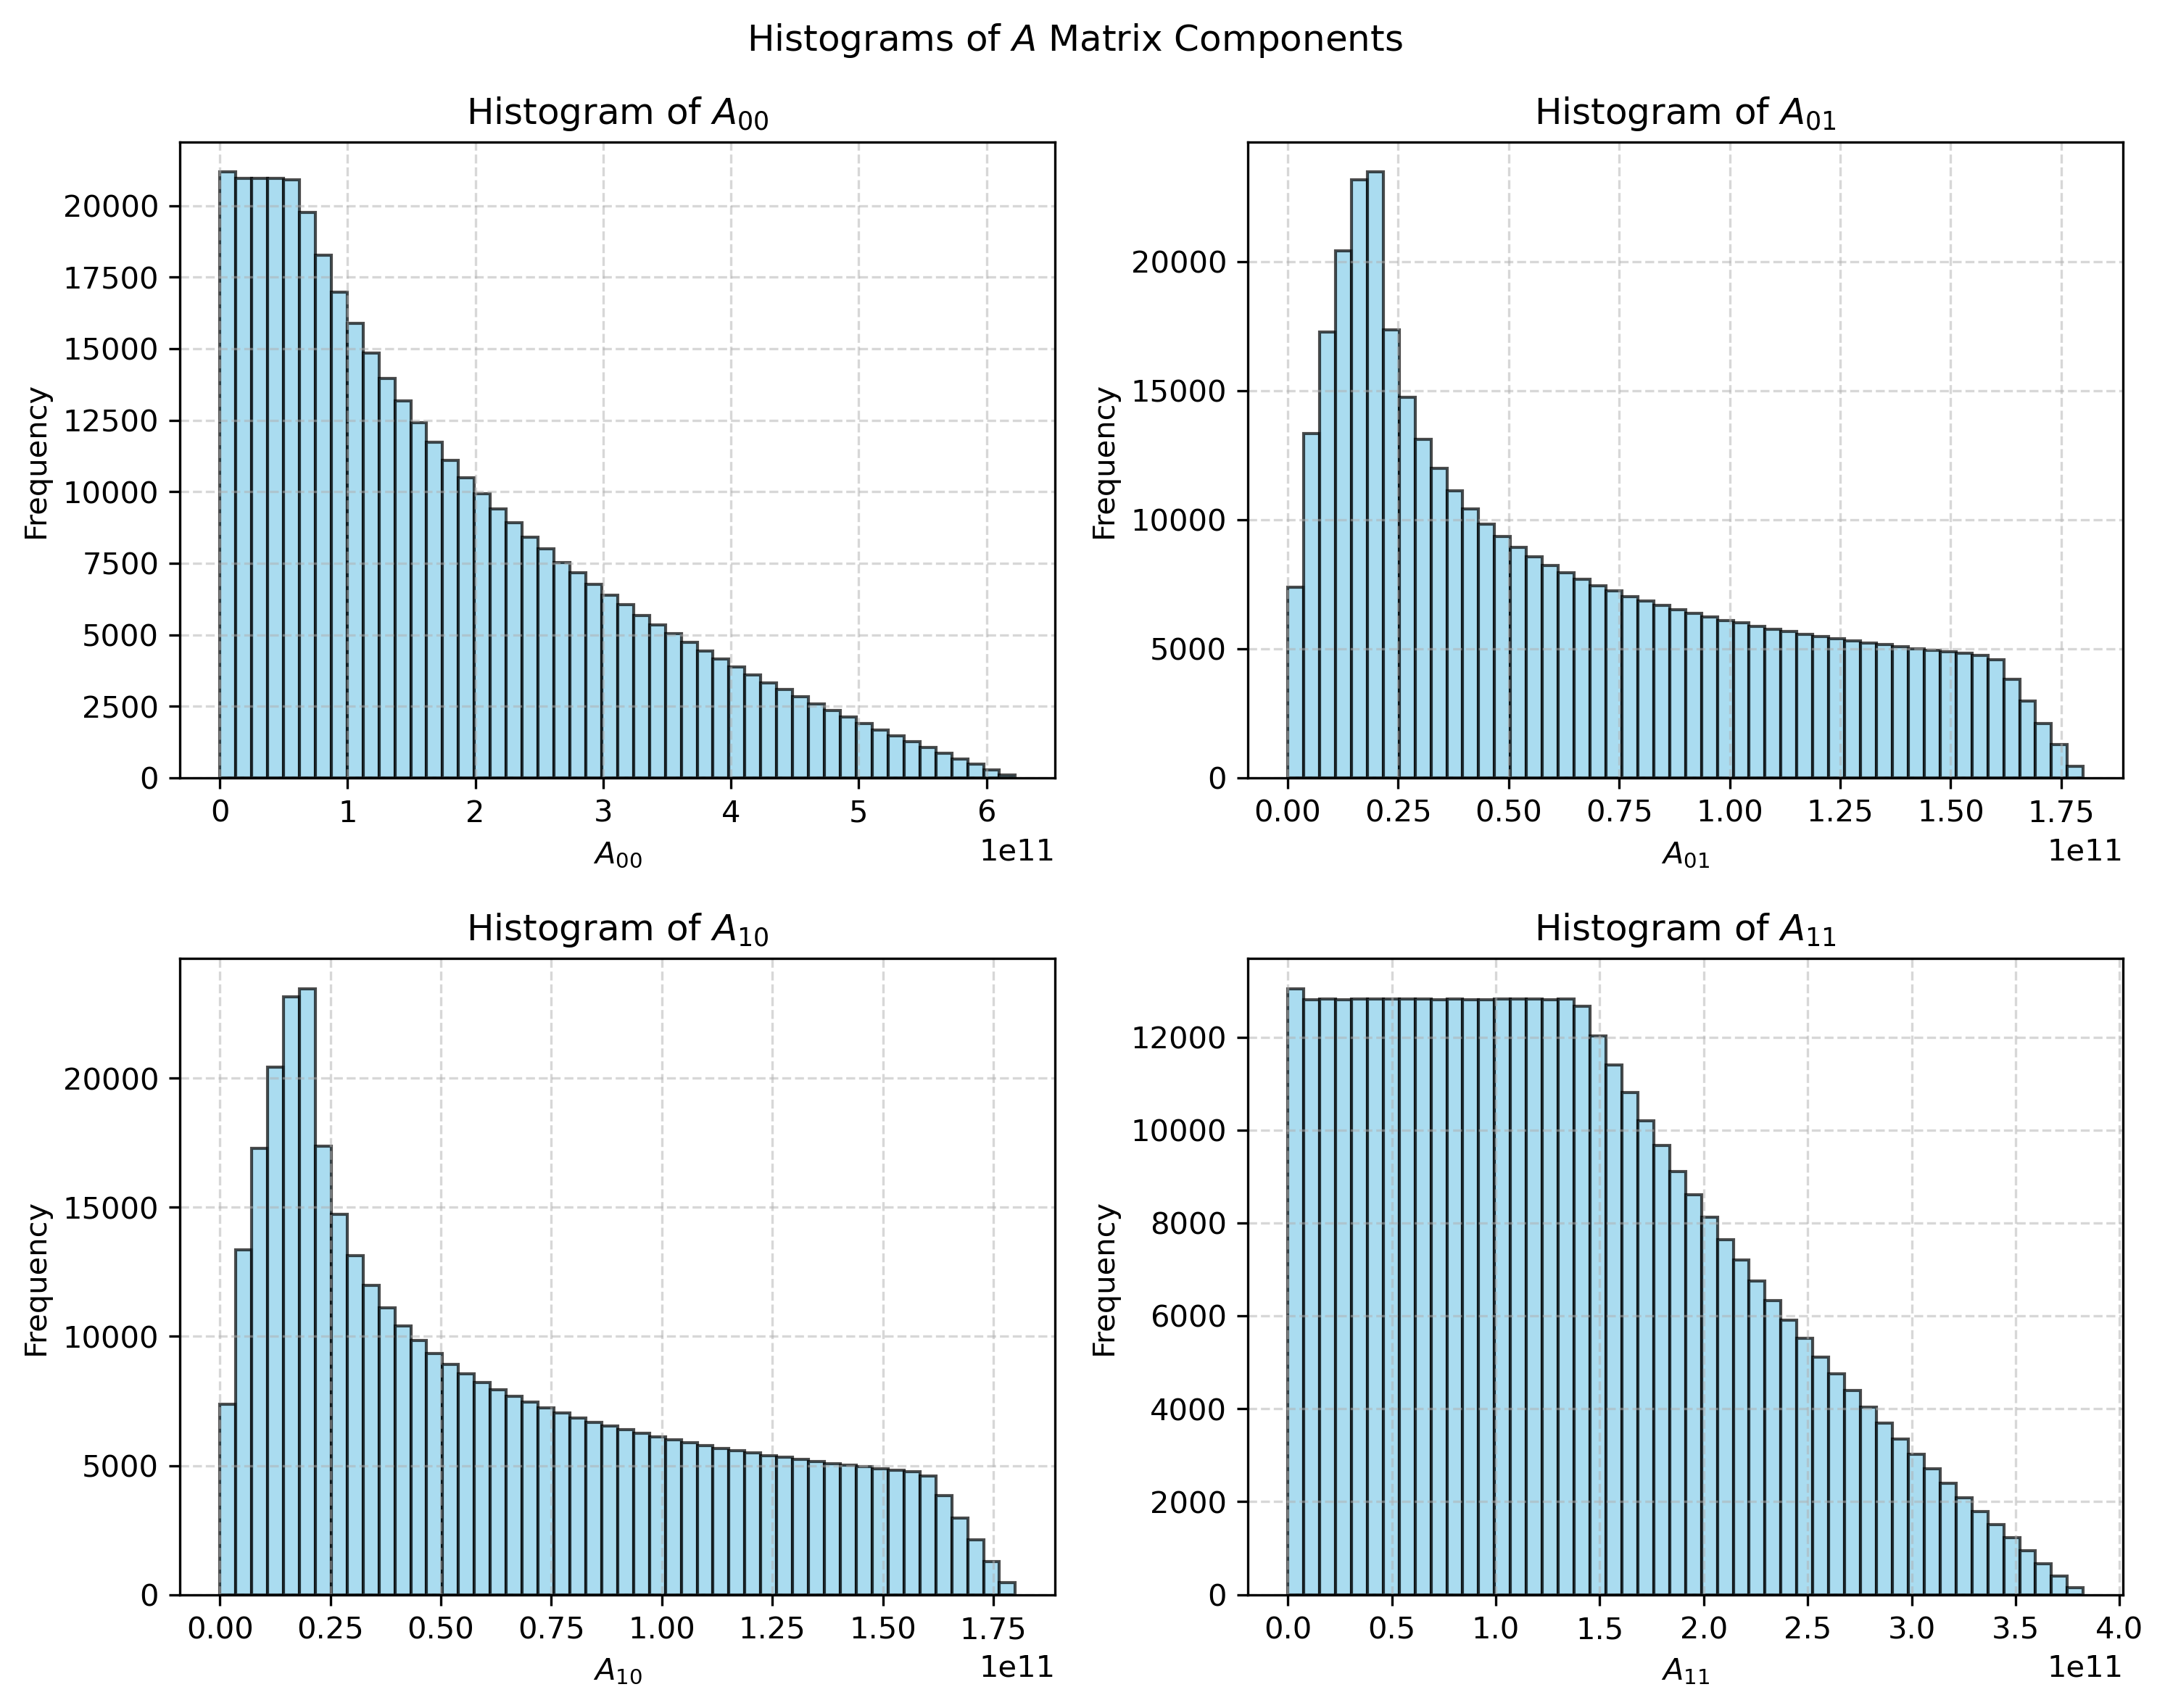 Histograms of A Matrix Components
Histogram of A₀₀
20000
17500
15000
12500
10000
7500
5000
2500
0
Frequency
0 1 2 3 4 5 6
1e11
A₀₀
Histogram of A₀₁
20000
15000
10000
5000
0
Frequency
0.00 0.25 0.50 0.75 1.00 1.25 1.50 1.75
1e11
A₀₁
Histogram of A₁₀
20000
15000
10000
5000
0
Frequency
0.00 0.25 0.50 0.75 1.00 1.25 1.50 1.75
1e11
A₁₀
Histogram of A₁₁
12000
10000
8000
6000
4000
2000
0
Frequency
0.0 0.5 1.0 1.5 2.0 2.5 3.0 3.5 4.0
1e11
A₁₁